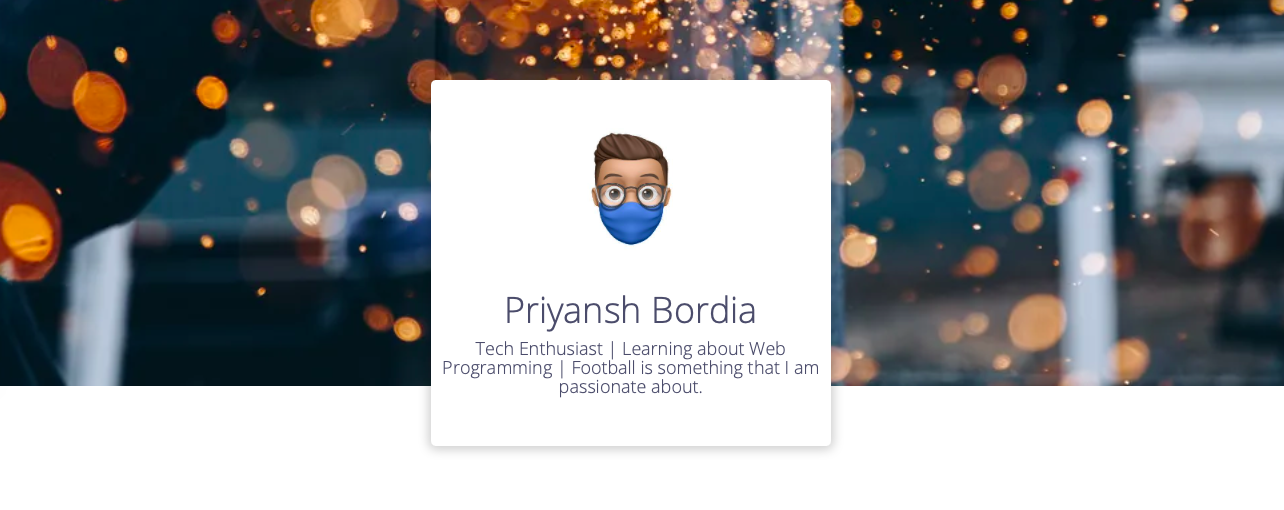 Priyansh Bordia
Tech Enthusiast | Learning about Web
Programming | Football is something that I am
passionate about.